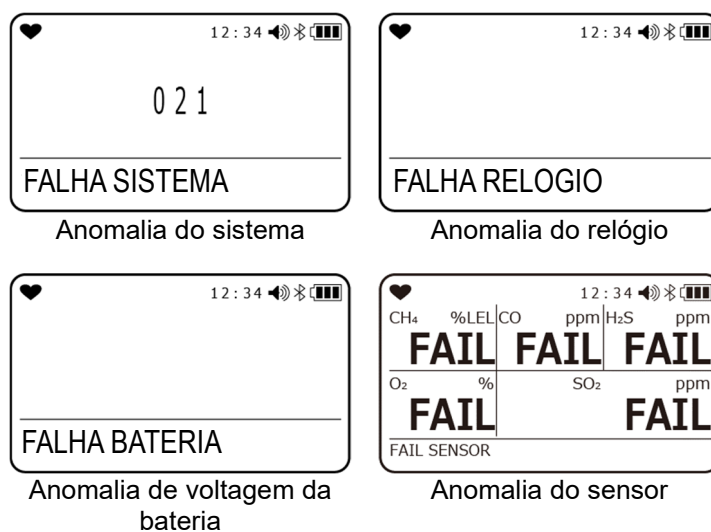 12:34
021
FALHA SISTEMA
Anomalia do sistema
12:34
FALHA RELOGIO
Anomalia do relógio
12:34
FALHA BATERIA
Anomalia de voltagem da
bateria
12:34
CH₄ %LEL CO ppm H₂S ppm
FAIL FAIL FAIL
O₂ % SO₂ ppm
FAIL FAIL
FAIL SENSOR
Anomalia do sensor